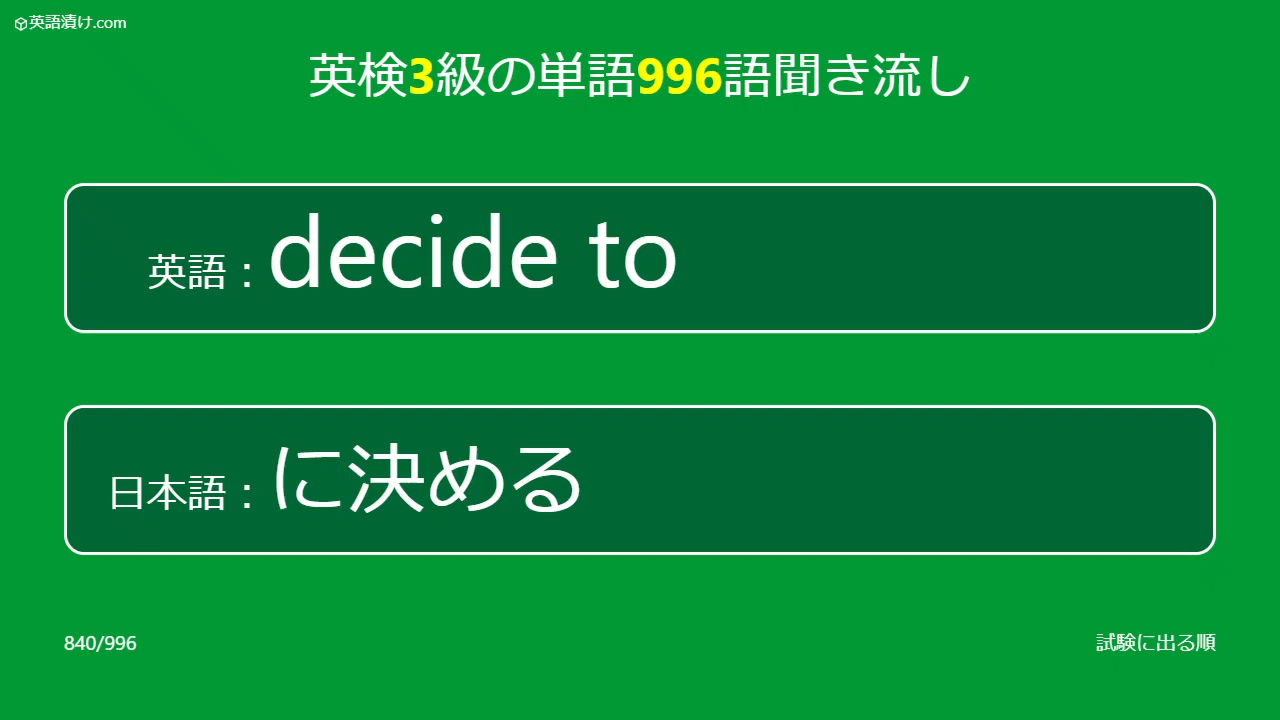 英語漬け.com
英検3級の単語996語聞き流し
英語：decide to
日本語：に決める
840/996
試験に出る順